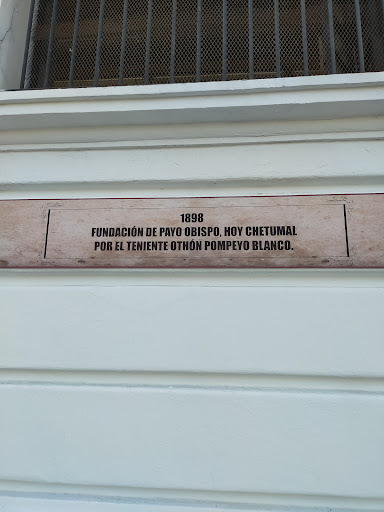 1898
FUNDACIÓN DE PAYO OBISPO, HOY CHETUMAL
POR EL TENIENTE OTHÓN POMPEYO BLANCO.